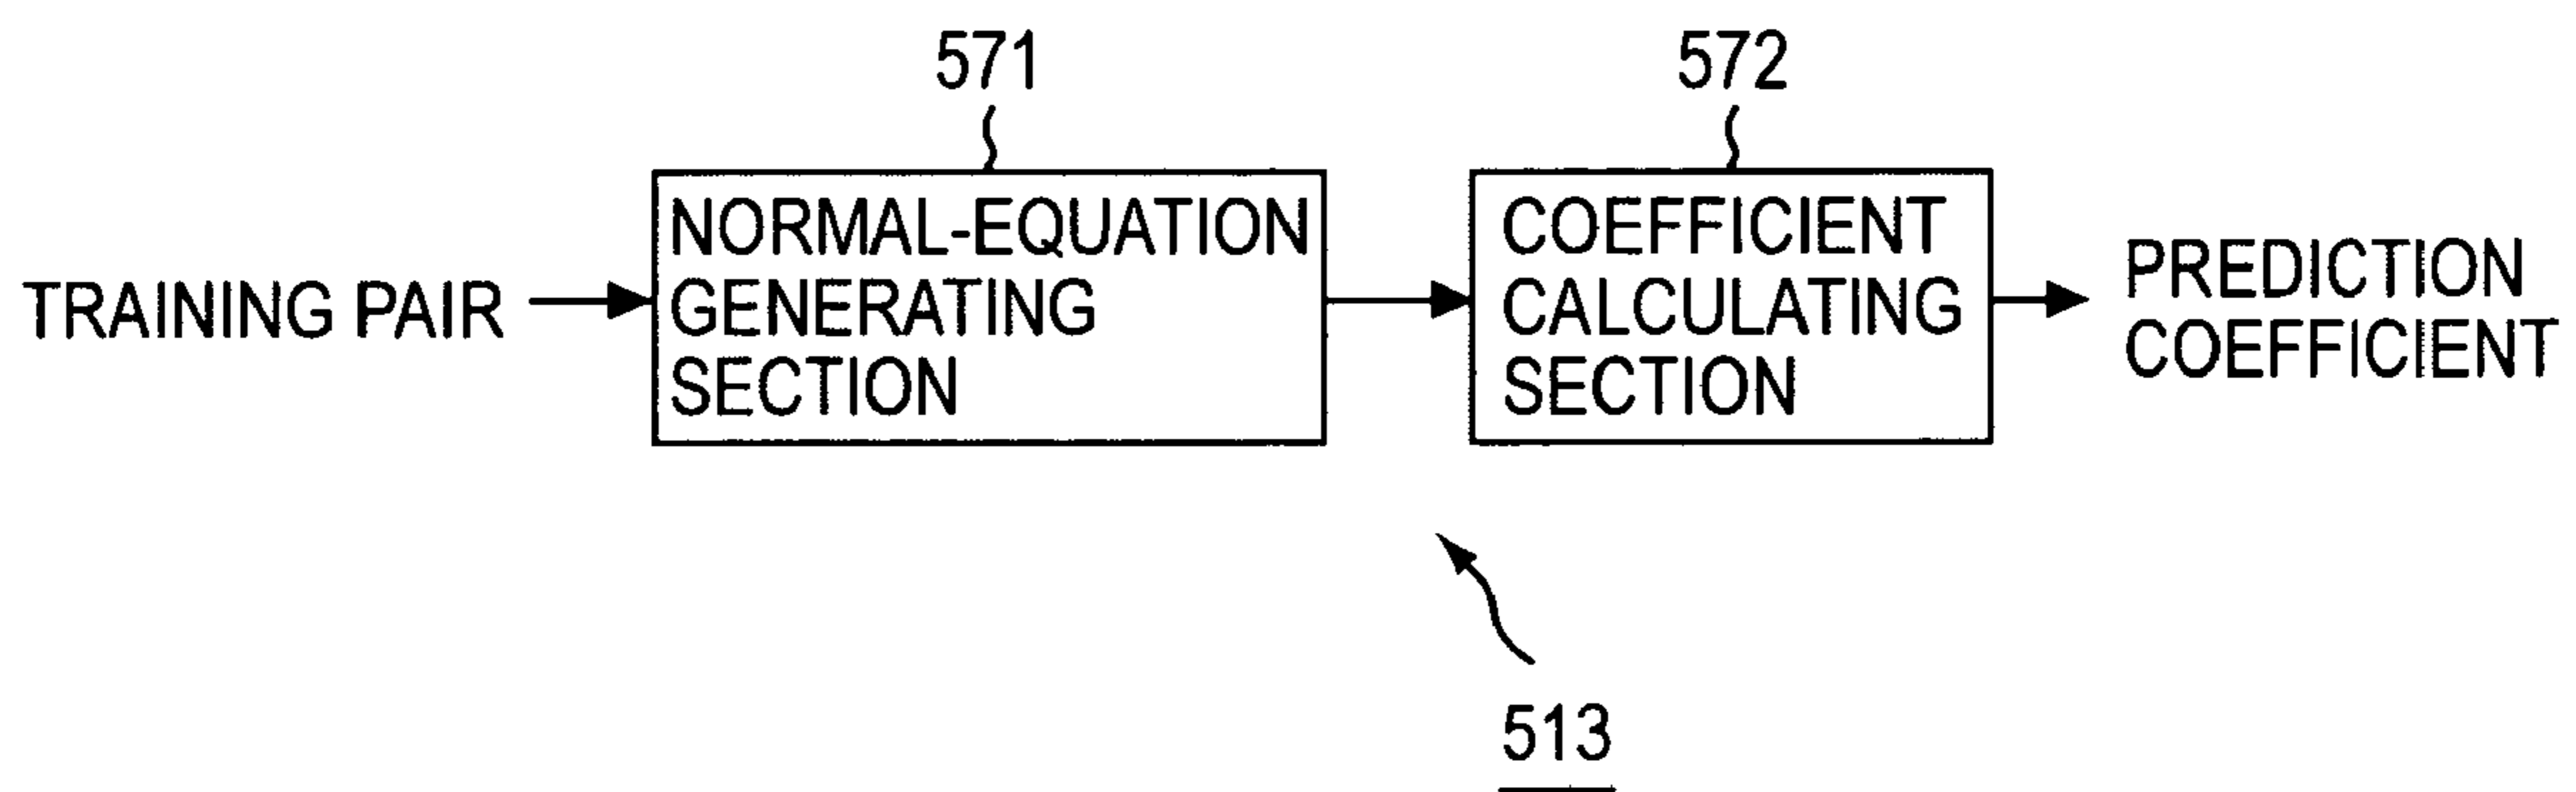 571
572
TRAINING PAIR
NORMAL-EQUATION
GENERATING
SECTION
COEFFICIENT
CALCULATING
SECTION
PREDICTION
COEFFICIENT
513